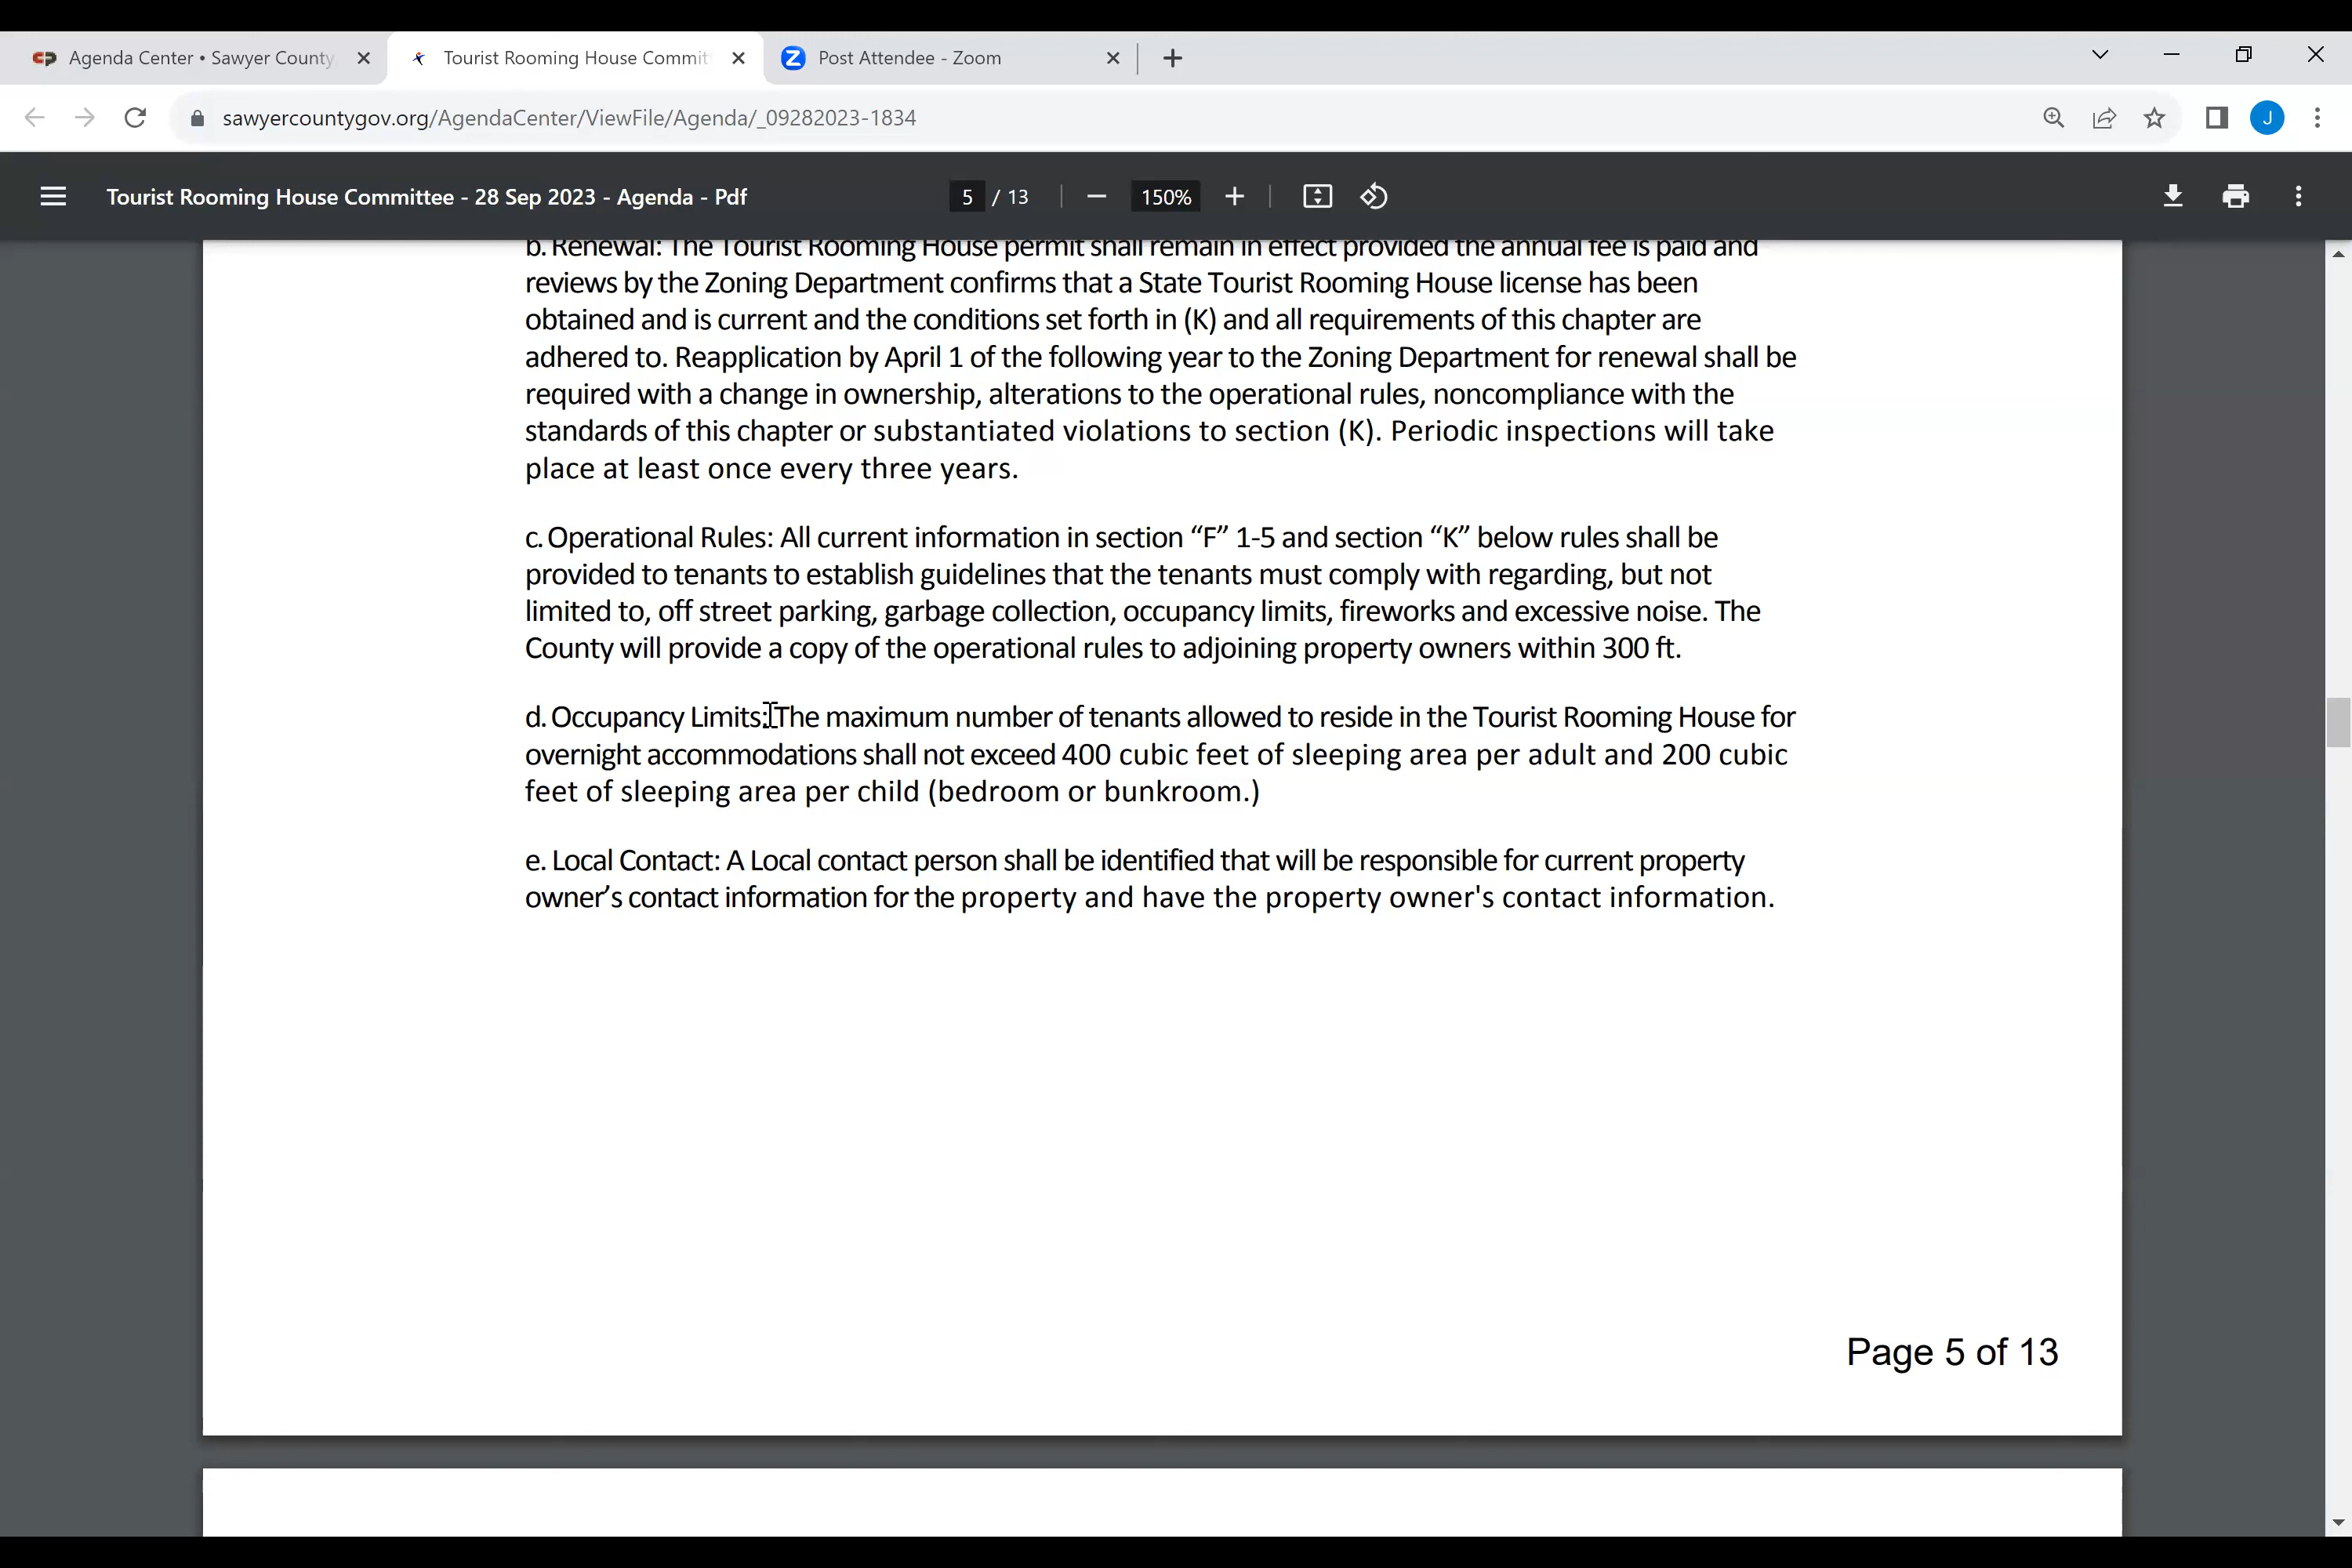 Agenda Center • Sawyer County,
Tourist Rooming House Commit
Post Attendee - Zoom
sawyercountygov.org/AgendaCenter/ViewFile/Agenda/_09282023-1834
J
Tourist Rooming House Committee - 28 Sep 2023 - Agenda - Pdf
5 / 13
150%
b. Renewal: The Tourist Rooming House permit shall remain in effect provided the annual fee is paid and
reviews by the Zoning Department confirms that a State Tourist Rooming House license has been
obtained and is current and the conditions set forth in (K) and all requirements of this chapter are
adhered to. Reapplication by April 1 of the following year to the Zoning Department for renewal shall be
required with a change in ownership, alterations to the operational rules, noncompliance with the
standards of this chapter or substantiated violations to section (K). Periodic inspections will take
place at least once every three years.
c. Operational Rules: All current information in section “F” 1-5 and section “K” below rules shall be
provided to tenants to establish guidelines that the tenants must comply with regarding, but not
limited to, off street parking, garbage collection, occupancy limits, fireworks and excessive noise. The
County will provide a copy of the operational rules to adjoining property owners within 300 ft.
d. Occupancy Limits: The maximum number of tenants allowed to reside in the Tourist Rooming House for
overnight accommodations shall not exceed 400 cubic feet of sleeping area per adult and 200 cubic
feet of sleeping area per child (bedroom or bunkroom.)
e. Local Contact: A Local contact person shall be identified that will be responsible for current property
owner’s contact information for the property and have the property owner's contact information.
Page 5 of 13